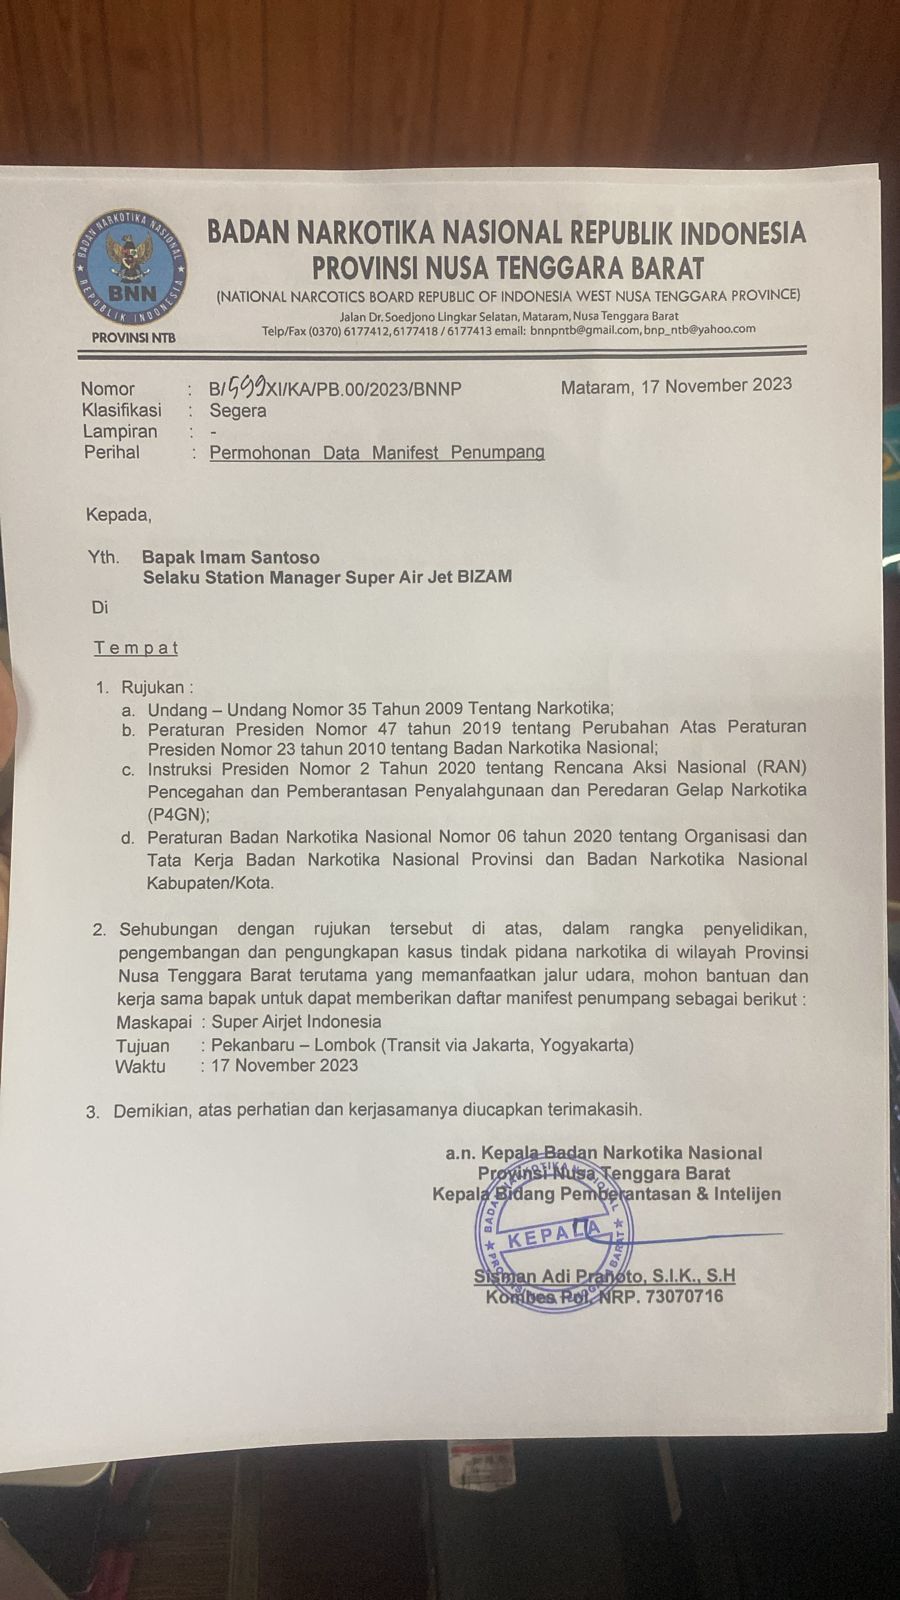 BADAN NARKOTIKA NASIONAL
REPUBLIK INDONESIA
BNN
PROVINSI NTB
BADAN NARKOTIKA NASIONAL REPUBLIK INDONESIA
PROVINSI NUSA TENGGARA BARAT
(NATIONAL NARCOTICS BOARD REPUBLIC OF INDONESIA WEST NUSA TENGGARA PROVINCE)
Jalan Dr. Soedjono Lingkar Selatan, Mataram, Nusa Tenggara Barat
Telp/Fax (0370) 6177412, 6177418 / 6177413 email: bnnpntb@gmail.com, bnp_ntb@yahoo.com
Nomor : B/599XI/KA/PB.00/2023/BNNP Mataram, 17 November 2023
Klasifikasi : Segera
Lampiran : -
Perihal : Permohonan Data Manifest Penumpang
Kepada,
Yth. Bapak Imam Santoso
Selaku Station Manager Super Air Jet BIZAM
Di
Tempat
1. Rujukan :
a. Undang – Undang Nomor 35 Tahun 2009 Tentang Narkotika;
b. Peraturan Presiden Nomor 47 tahun 2019 tentang Perubahan Atas Peraturan
Presiden Nomor 23 tahun 2010 tentang Badan Narkotika Nasional;
c. Instruksi Presiden Nomor 2 Tahun 2020 tentang Rencana Aksi Nasional (RAN)
Pencegahan dan Pemberantasan Penyalahgunaan dan Peredaran Gelap Narkotika
(P4GN);
d. Peraturan Badan Narkotika Nasional Nomor 06 tahun 2020 tentang Organisasi dan
Tata Kerja Badan Narkotika Nasional Provinsi dan Badan Narkotika Nasional
Kabupaten/Kota.
2. Sehubungan dengan rujukan tersebut di atas, dalam rangka penyelidikan,
pengembangan dan pengungkapan kasus tindak pidana narkotika di wilayah Provinsi
Nusa Tenggara Barat terutama yang memanfaatkan jalur udara, mohon bantuan dan
kerja sama bapak untuk dapat memberikan daftar manifest penumpang sebagai berikut :
Maskapai : Super Airjet Indonesia
Tujuan : Pekanbaru – Lombok (Transit via Jakarta, Yogyakarta)
Waktu : 17 November 2023
3. Demikian, atas perhatian dan kerjasamanya diucapkan terimakasih.
a.n. Kepala Badan Narkotika Nasional
Provinsi Nusa Tenggara Barat
Kepala Bidang Pemberantasan & Intelijen
KEPALA
Sisman Adi Pranoto, S.I.K., S.H
Kombes Pol. NRP. 73070716